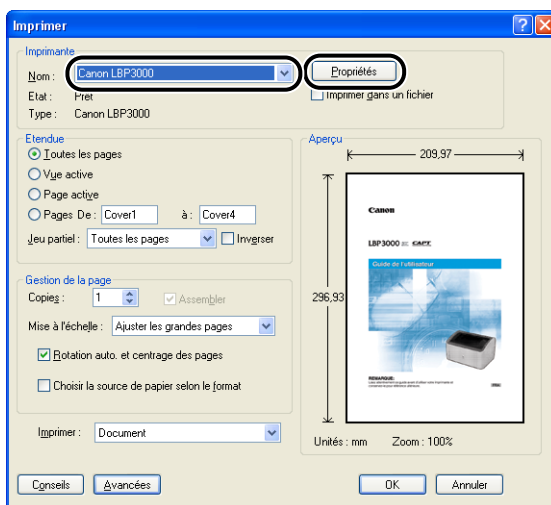 Imprimer
Imprimante
Nom : Canon LBP3000 Propriétés
Etat : Prêt Imprimer dans un fichier
Type : Canon LBP3000
Etendue
Toutes les pages
Vue active
Page active
Pages De : Cover1 à : Cover4
Jeu partiel : Toutes les pages Inverser
Gestion de la page
Copies : 1 Assembler
Mise à l'échelle : Ajuster les grandes pages
Rotation auto. et centrage des pages
Choisir la source de papier selon le format
Imprimer : Document
Aperçu
209,97
296,93
Canon
LBP3000 CAPT
Guide de l'utilisateur
REMARQUE:
Unités : mm Zoom : 100%
Conseils Avancées OK Annuler